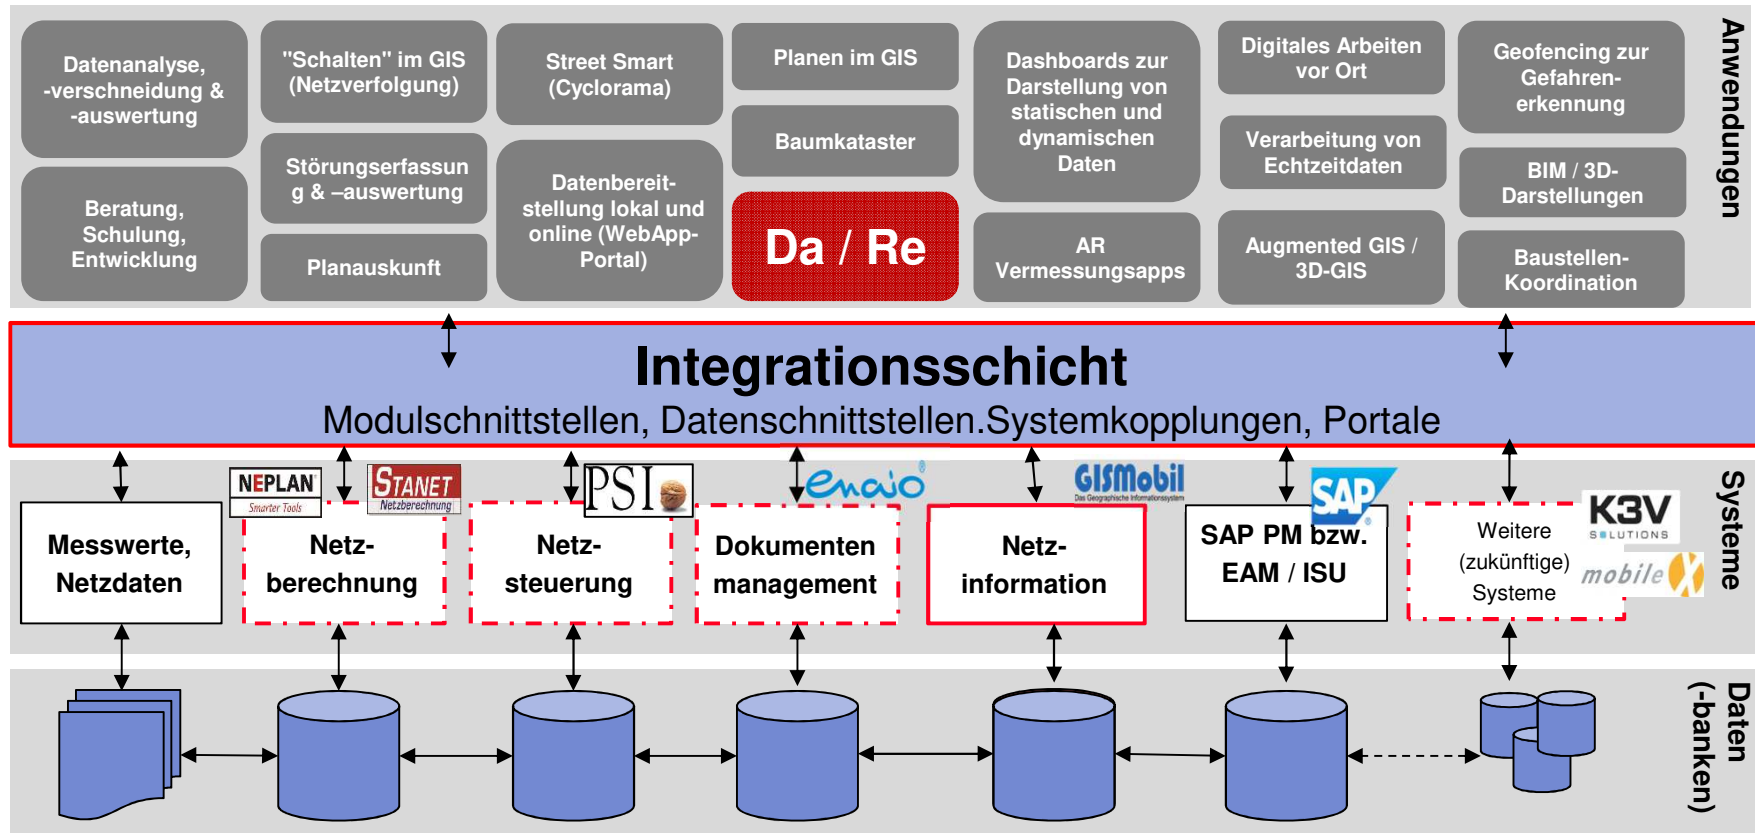 Datenanalyse,
-verschneidung &
-auswertung
Beratung,
Schulung,
Entwicklung
"Schalten" im GIS
(Netzverfolgung)
Störungserfassun
g & –auswertung
Planauskunft
Street Smart
(Cyclorama)
Datenbereit-
stellung lokal und
online (WebApp-
Portal)
Planen im GIS
Baumkataster
Da / Re
Dashboards zur
Darstellung von
statischen und
dynamischen
Daten
AR
Vermessungsapps
Digitales Arbeiten
vor Ort
Verarbeitung von
Echtzeitdaten
Augmented GIS /
3D-GIS
Geofencing zur
Gefahren-
erkennung
BIM / 3D-
Darstellungen
Baustellen-
Koordination
Anwendungen
Integrationsschicht
Modulschnittstellen, Datenschnittstellen.Systemkopplungen, Portale
Messwerte,
Netzdaten
NEPLAN®
Smarter Tools
STANET
Netzberechnung
Netz-
berechnung
PSI
Netz-
steuerung
enaio®
Dokumenten
management
GISMobil
Das Geographische Informationssystem
Netz-
information
SAP®
SAP PM bzw.
EAM / ISU
K3V
SOLUTIONS
mobileX
Weitere
(zukünftige)
Systeme
Systeme
Daten
(-banken)